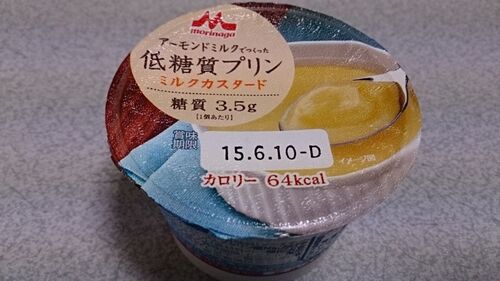 morinaga
アーモンドミルクでつくった
低糖質プリン
ミルクカスタード
糖質 3.5g
【1個あたり】
賞味
期限
15.6.10-D
イメージ図
カロリー 64kcal